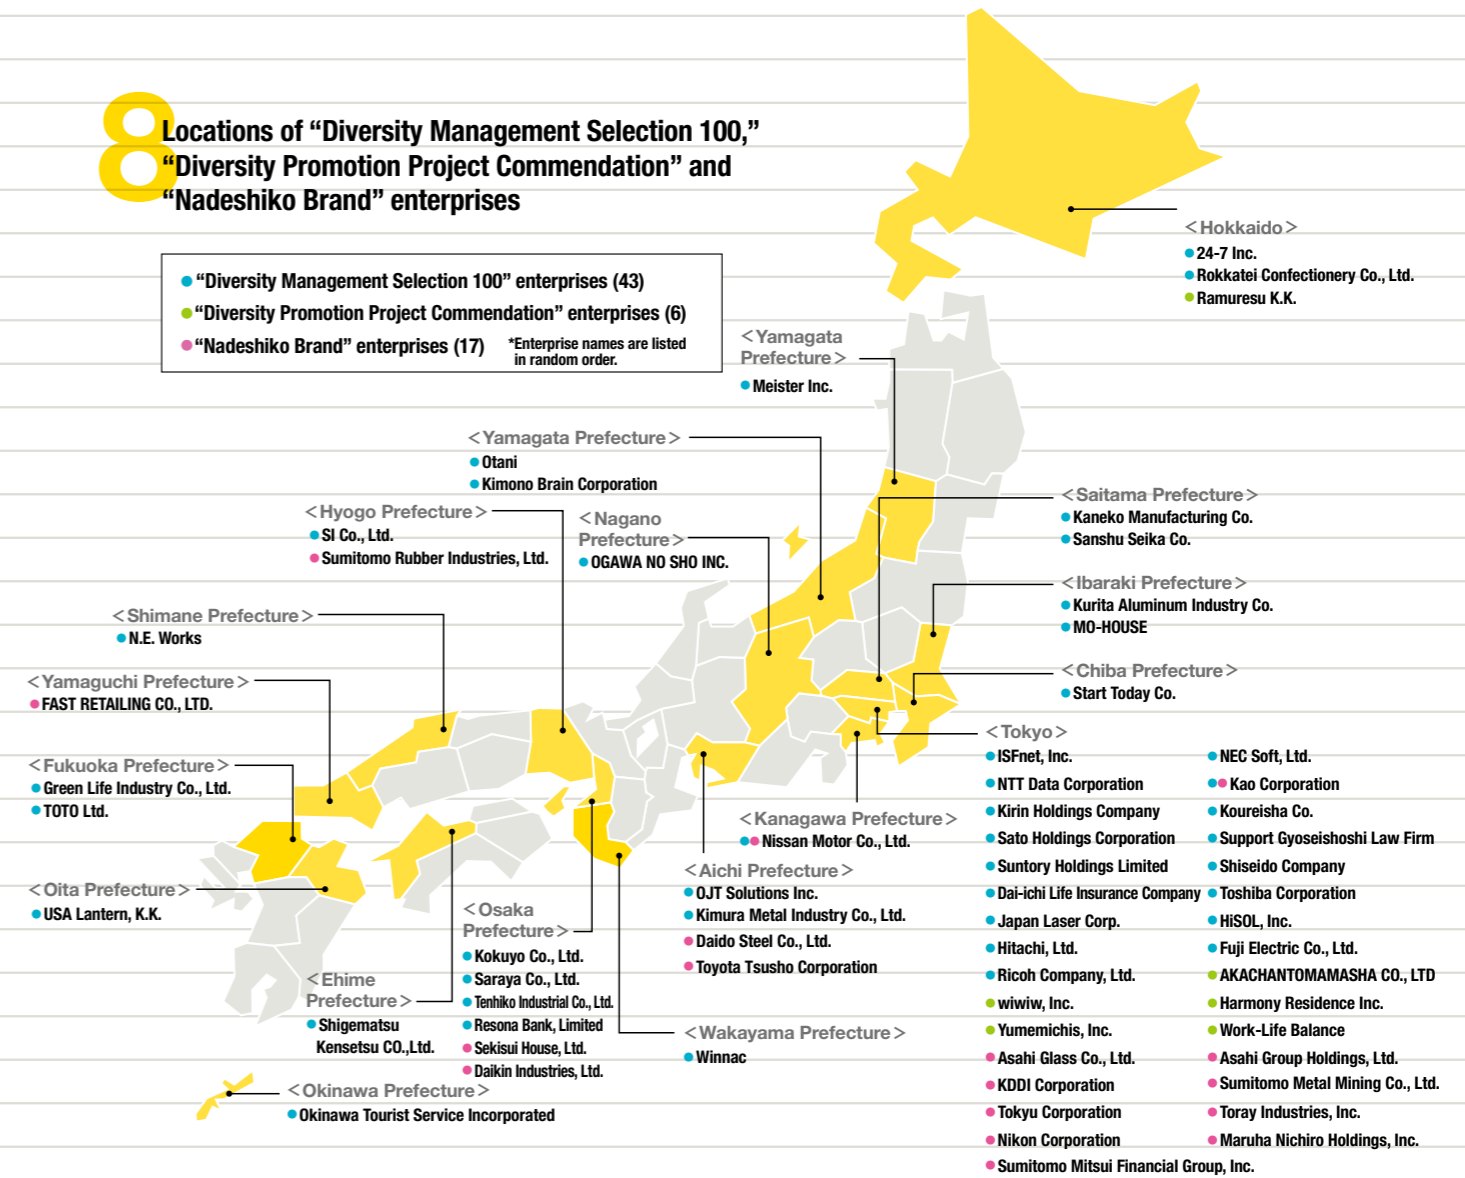 8
Locations of “Diversity Management Selection 100,”
“Diversity Promotion Project Commendation” and
“Nadeshiko Brand” enterprises
“Diversity Management Selection 100” enterprises (43)
“Diversity Promotion Project Commendation” enterprises (6)
“Nadeshiko Brand” enterprises (17)
*Enterprise names are listed
in random order.
<Hokkaido>
24-7 Inc.
Rokkatei Confectionery Co., Ltd.
Ramuresu K.K.
<Yamagata
Prefecture>
Meister Inc.
<Yamagata Prefecture>
Otani
Kimono Brain Corporation
<Hyogo Prefecture>
SI Co., Ltd.
Sumitomo Rubber Industries, Ltd.
<Nagano
Prefecture>
OGAWA NO SHO INC.
<Saitama Prefecture>
Kaneko Manufacturing Co.
Sanshu Seika Co.
<Ibaraki Prefecture>
Kurita Aluminum Industry Co.
MO-HOUSE
<Chiba Prefecture>
Start Today Co.
<Shimane Prefecture>
N.E. Works
<Yamaguchi Prefecture>
FAST RETAILING CO., LTD.
<Fukuoka Prefecture>
Green Life Industry Co., Ltd.
TOTO Ltd.
<Oita Prefecture>
USA Lantern, K.K.
<Ehime
Prefecture>
Shigematsu
Kensetsu CO.,Ltd.
<Osaka
Prefecture>
Kokuyo Co., Ltd.
Saraya Co., Ltd.
Tenhiko Industrial Co., Ltd.
Resona Bank, Limited
Sekisui House, Ltd.
Daikin Industries, Ltd.
<Okinawa Prefecture>
Okinawa Tourist Service Incorporated
<Wakayama Prefecture>
Winnac
<Aichi Prefecture>
OJT Solutions Inc.
Kimura Metal Industry Co., Ltd.
Daido Steel Co., Ltd.
Toyota Tsusho Corporation
<Kanagawa Prefecture>
Nissan Motor Co., Ltd.
<Tokyo>
ISFnet, Inc.
NTT Data Corporation
Kirin Holdings Company
Sato Holdings Corporation
Suntory Holdings Limited
Dai-ichi Life Insurance Company
Japan Laser Corp.
Hitachi, Ltd.
Ricoh Company, Ltd.
wiwiw, Inc.
Yumemichis, Inc.
Asahi Glass Co., Ltd.
KDDI Corporation
Tokyu Corporation
Nikon Corporation
Sumitomo Mitsui Financial Group, Inc.
NEC Soft, Ltd.
Kao Corporation
Koureisha Co.
Support Gyoseishoshi Law Firm
Shiseido Company
Toshiba Corporation
HiSOL, Inc.
Fuji Electric Co., Ltd.
AKACHANTOMAMASHA CO., LTD
Harmony Residence Inc.
Work-Life Balance
Asahi Group Holdings, Ltd.
Sumitomo Metal Mining Co., Ltd.
Toray Industries, Inc.
Maruha Nichiro Holdings, Inc.